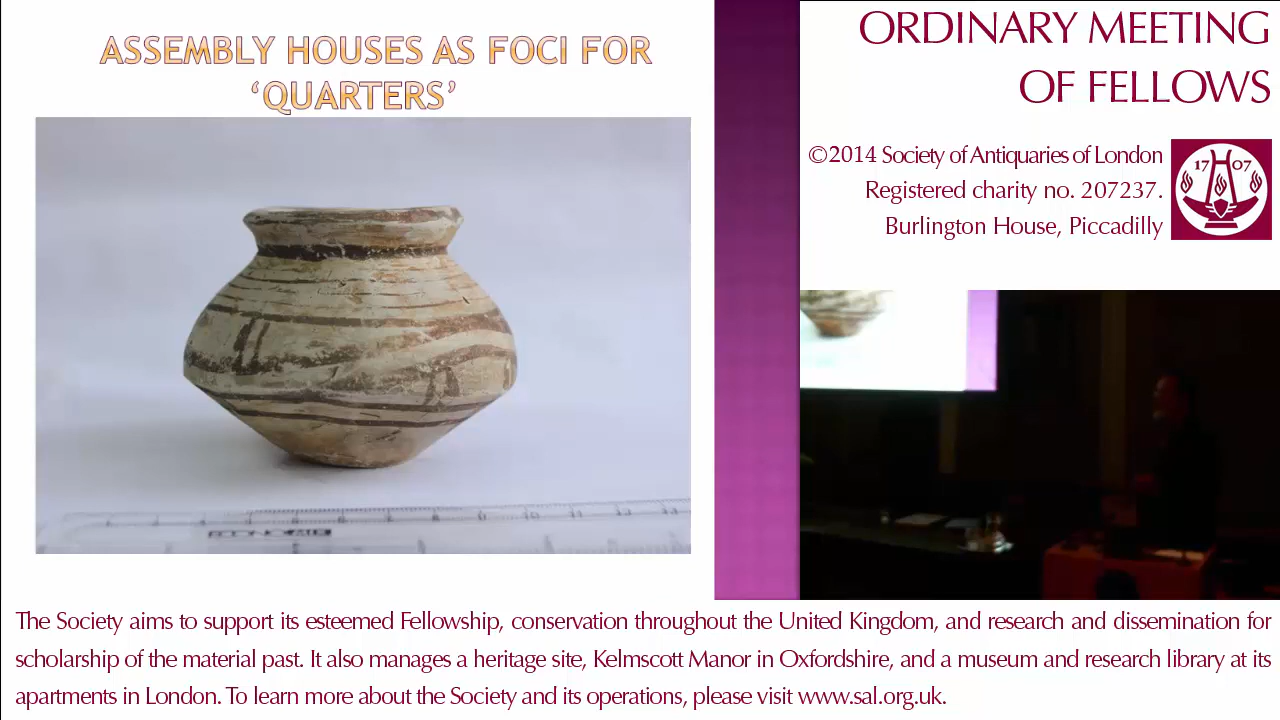 ASSEMBLY HOUSES AS FOCI FOR
‘QUARTERS’
ORDINARY MEETING
OF FELLOWS
©2014 Society of Antiquaries of London
Registered charity no. 207237.
Burlington House, Piccadilly
17 07
The Society aims to support its esteemed Fellowship, conservation throughout the United Kingdom, and research and dissemination for
scholarship of the material past. It also manages a heritage site, Kelmscott Manor in Oxfordshire, and a museum and research library at its
apartments in London. To learn more about the Society and its operations, please visit www.sal.org.uk.